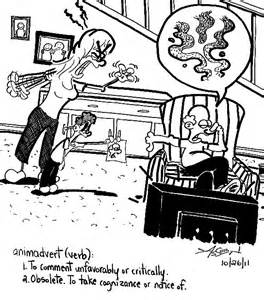 10/26/11
animadvert (verb):
1. To comment unfavorably or critically.
2. Obsolete. To take cognizance or notice of.